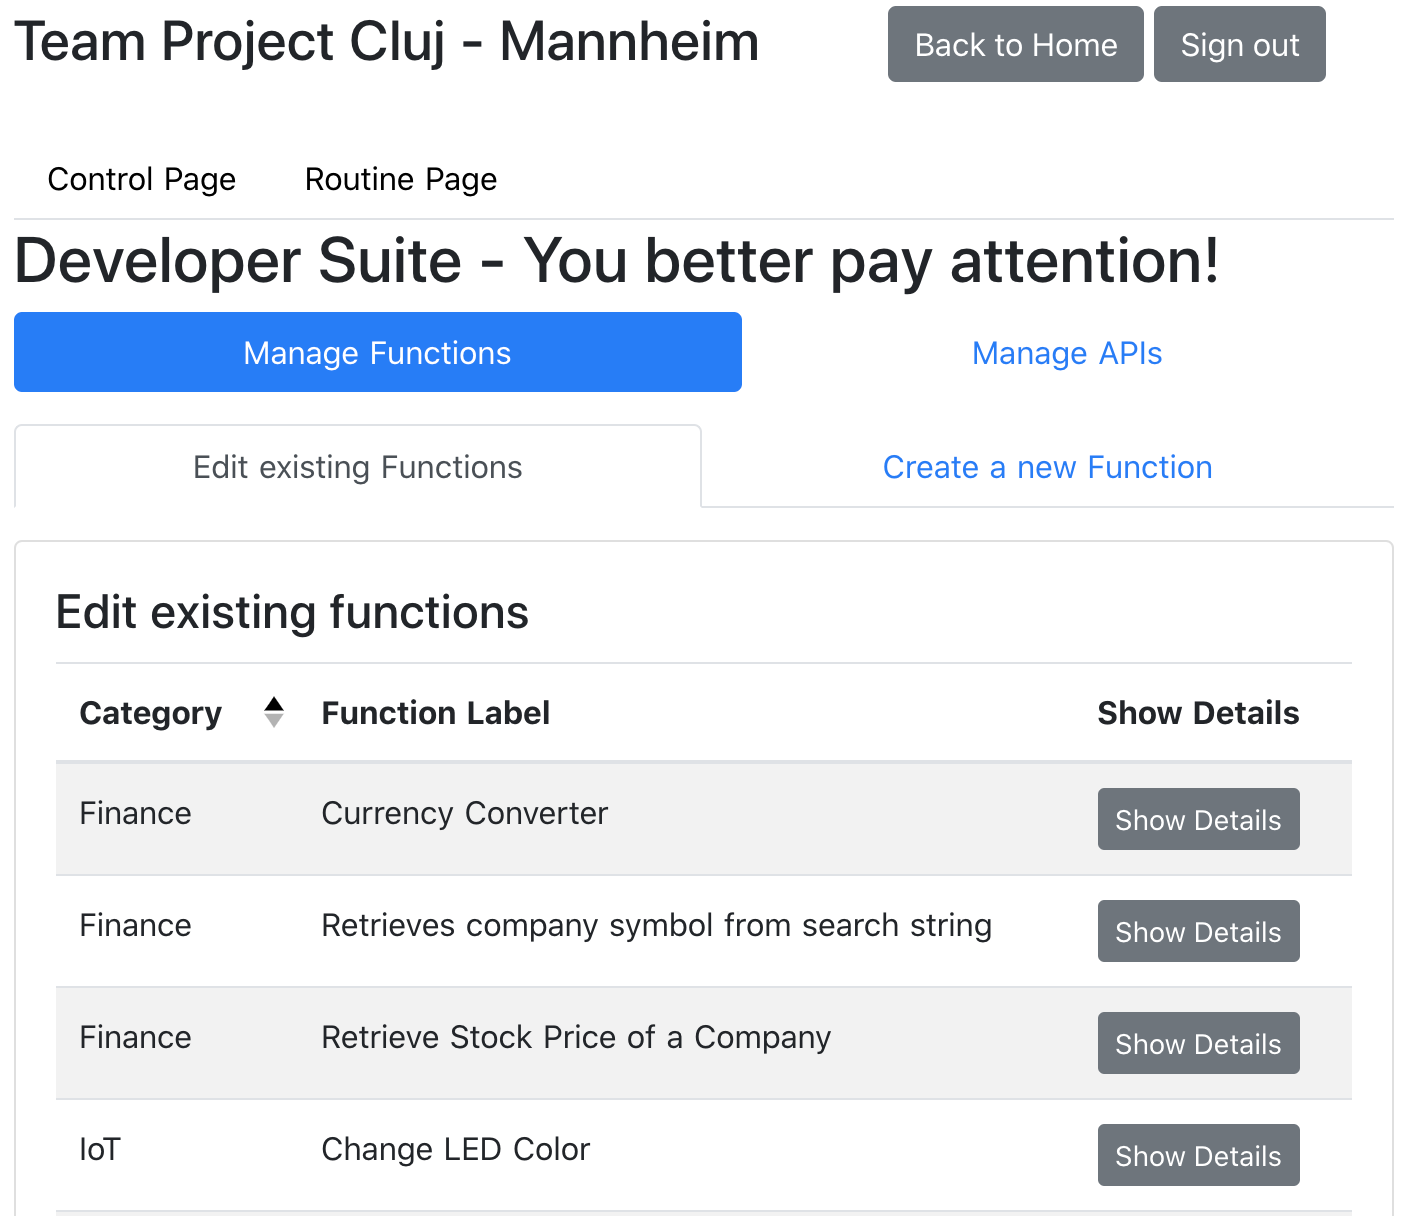 Team Project Cluj - Mannheim Back to Home Sign out
Control Page Routine Page
Developer Suite - You better pay attention!
Manage Functions Manage APIs
Edit existing Functions Create a new Function
Edit existing functions
Category Function Label Show Details
Finance Currency Converter Show Details
Finance Retrieves company symbol from search string Show Details
Finance Retrieve Stock Price of a Company Show Details
IoT Change LED Color Show Details